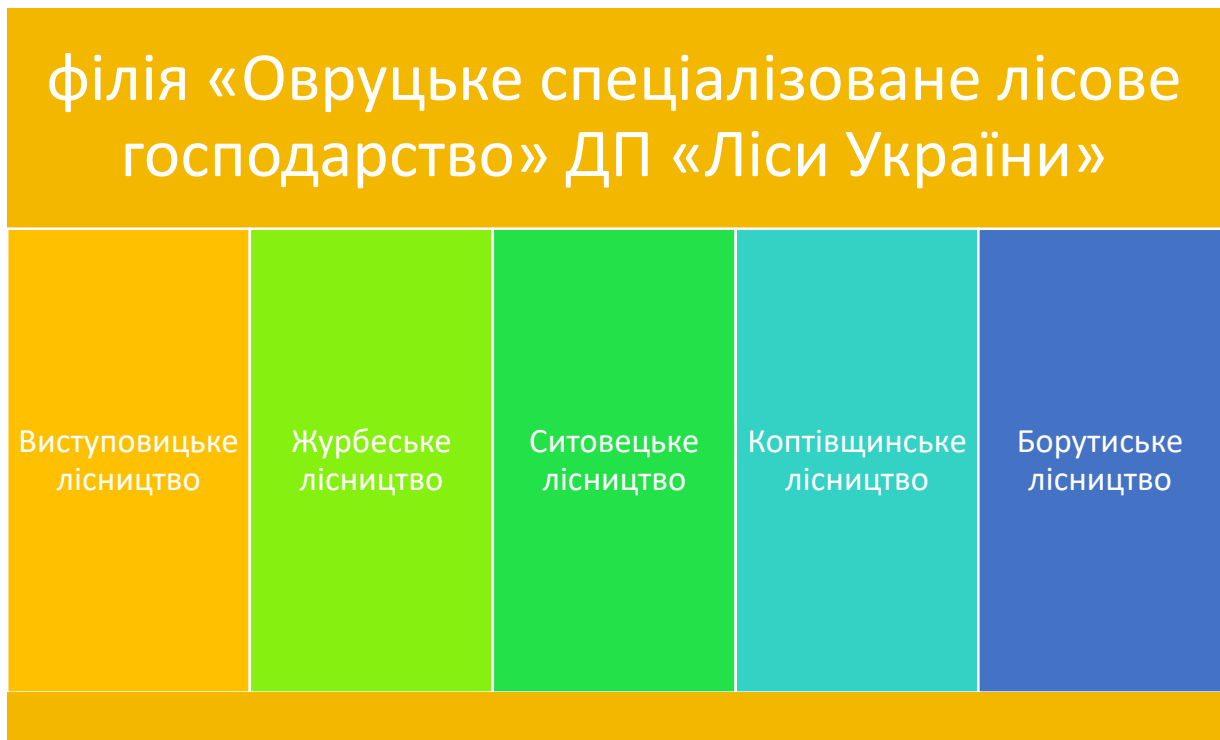 філія «Овруцьке спеціалізоване лісове
господарство» ДП «Ліси України»
Виступовицьке
лісництво
Журбеське
лісництво
Ситовецьке
лісництво
Коптівщинське
лісництво
Борутиське
лісництво